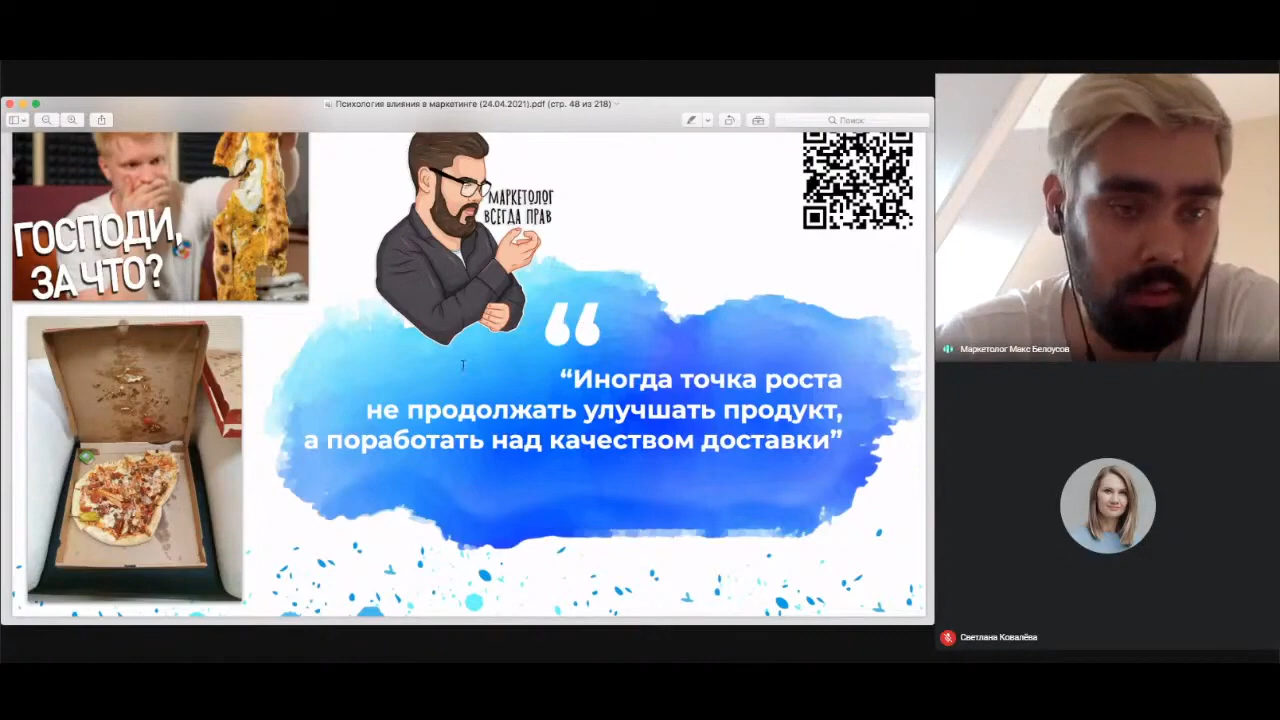 Психология влияния в маркетинге (24.04.2021).pdf (стр. 48 из 218)
Поиск
ГОСПОДИ,
ЗА ЧТО?
МАРКЕТОЛОГ
ВСЕГДА ПРАВ
“Иногда точка роста
не продолжать улучшать продукт,
а поработать над качеством доставки”
Маркетолог Макс Белоусов
Светлана Ковалёва